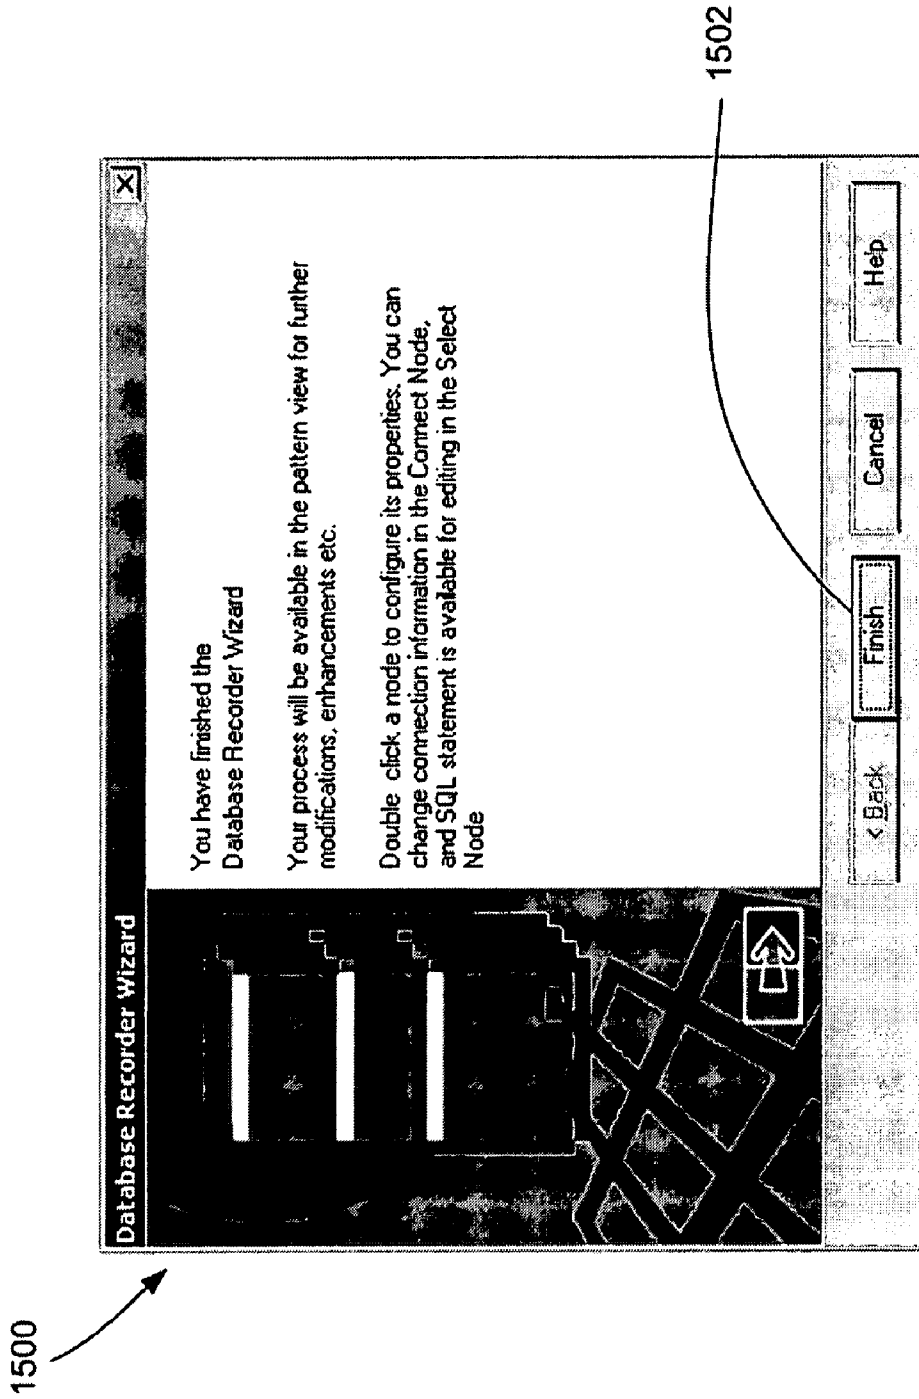 1500
Database Recorder Wizard
You have finished the
Database Recorder Wizard
Your process will be available in the pattern view for further
modifications, enhancements etc.
Double click a node to configure its properties. You can
change connection information in the Connect Node,
and SQL statement is available for editing in the Select
Node
< Back
Finish
Cancel
Help
1502